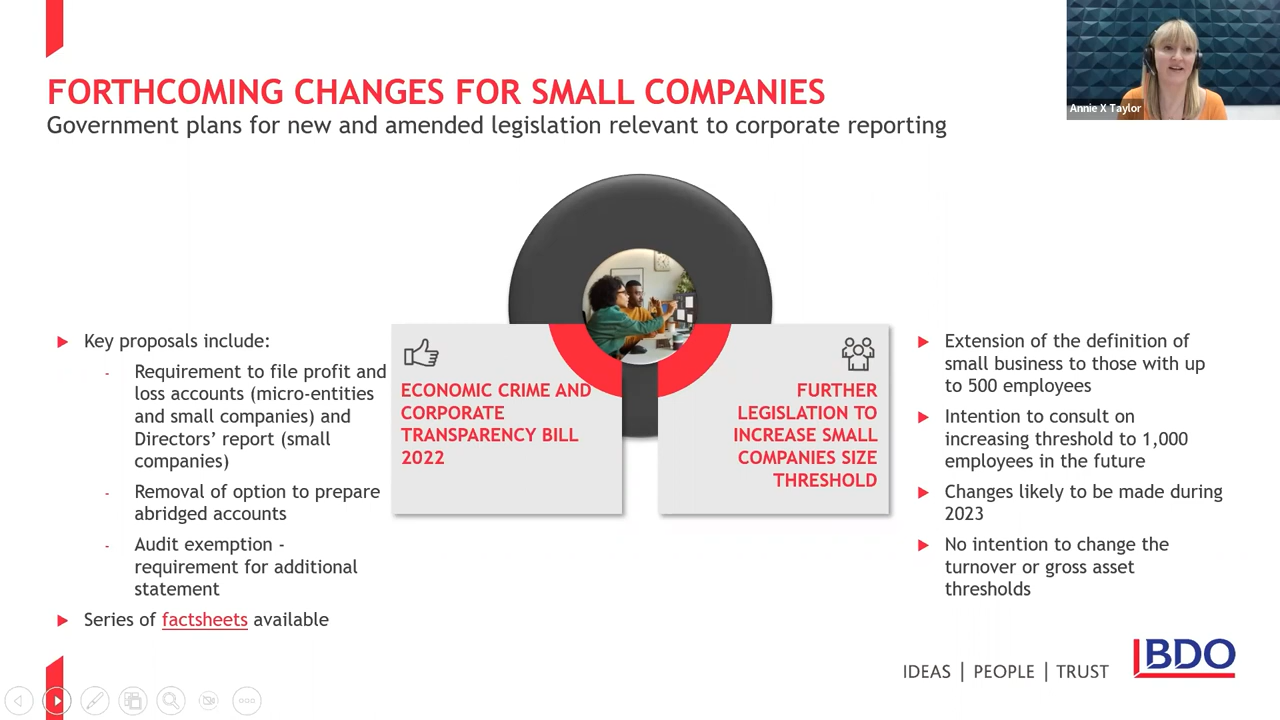 FORTHCOMING CHANGES FOR SMALL COMPANIES
Government plans for new and amended legislation relevant to corporate reporting
Annie X Taylor
Key proposals include:
- Requirement to file profit and
loss accounts (micro-entities
and small companies) and
Directors’ report (small
companies)
- Removal of option to prepare
abridged accounts
- Audit exemption -
requirement for additional
statement
Series of factsheets available
ECONOMIC CRIME AND
CORPORATE
TRANSPARENCY BILL
2022
FURTHER
LEGISLATION TO
INCREASE SMALL
COMPANIES SIZE
THRESHOLD
Extension of the definition of
small business to those with up
to 500 employees
Intention to consult on
increasing threshold to 1,000
employees in the future
Changes likely to be made during
2023
No intention to change the
turnover or gross asset
thresholds
IDEAS | PEOPLE | TRUST
BDO